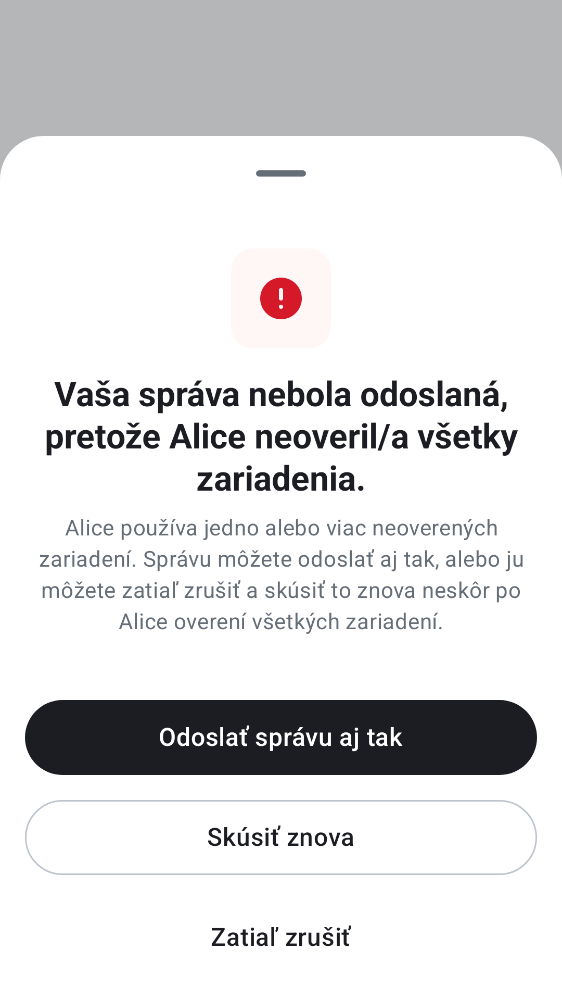 Vaša správa nebola odoslaná,
pretože Alice neoveril/a všetky
zariadenia.
Alice používa jedno alebo viac neoverených
zariadení. Správu môžete odoslať aj tak, alebo ju
môžete zatiaľ zrušiť a skúsiť to znova neskôr po
Alice overení všetkých zariadení.
Odoslať správu aj tak
Skúsiť znova
Zatiaľ zrušiť